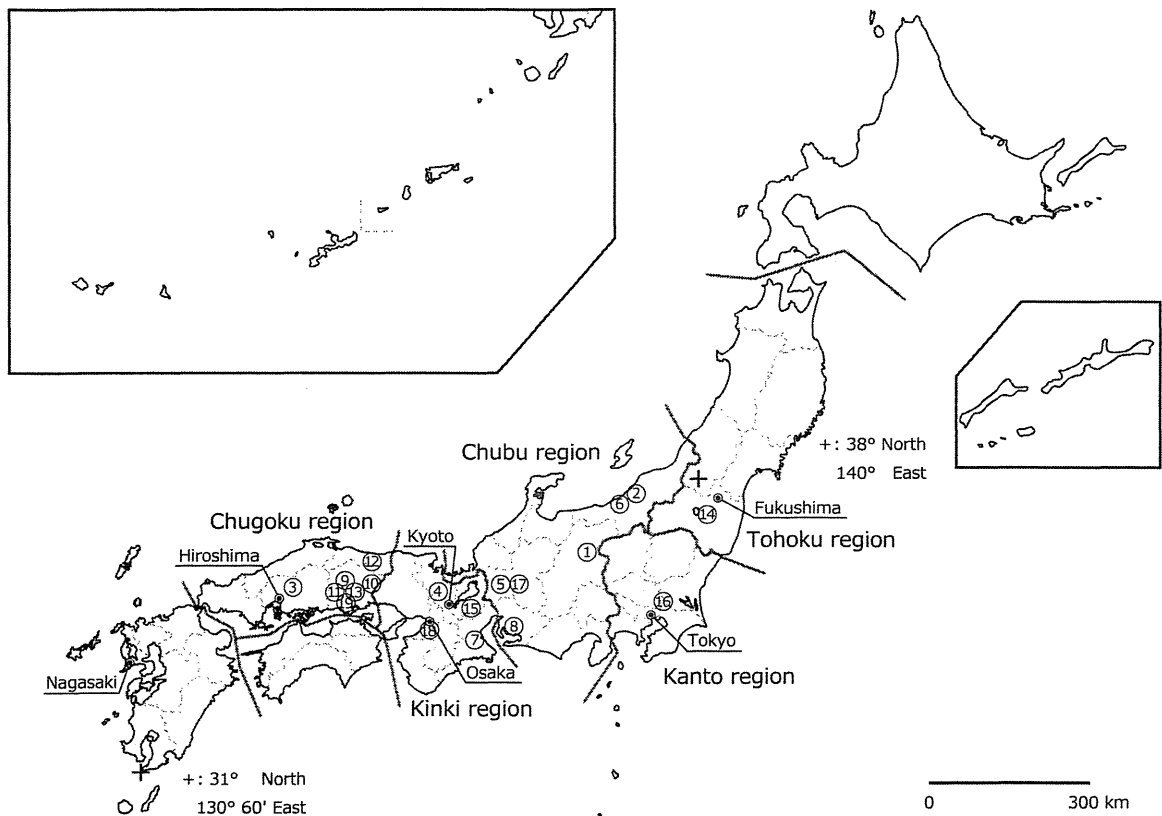 +: 38° North
140° East
Chubu region
②
⑥
Fukushima
⑭
Tohoku region
Chugoku region
Kyoto
①
Hiroshima
⑫
⑨
⑩
③
⑪
⑬
④
⑤
⑰
⑯
⑮
⑧
⑱
⑦
Tokyo
Nagasaki
Osaka
Kanto region
Kinki region
+: 31° North
130° 60' East
0
300 km